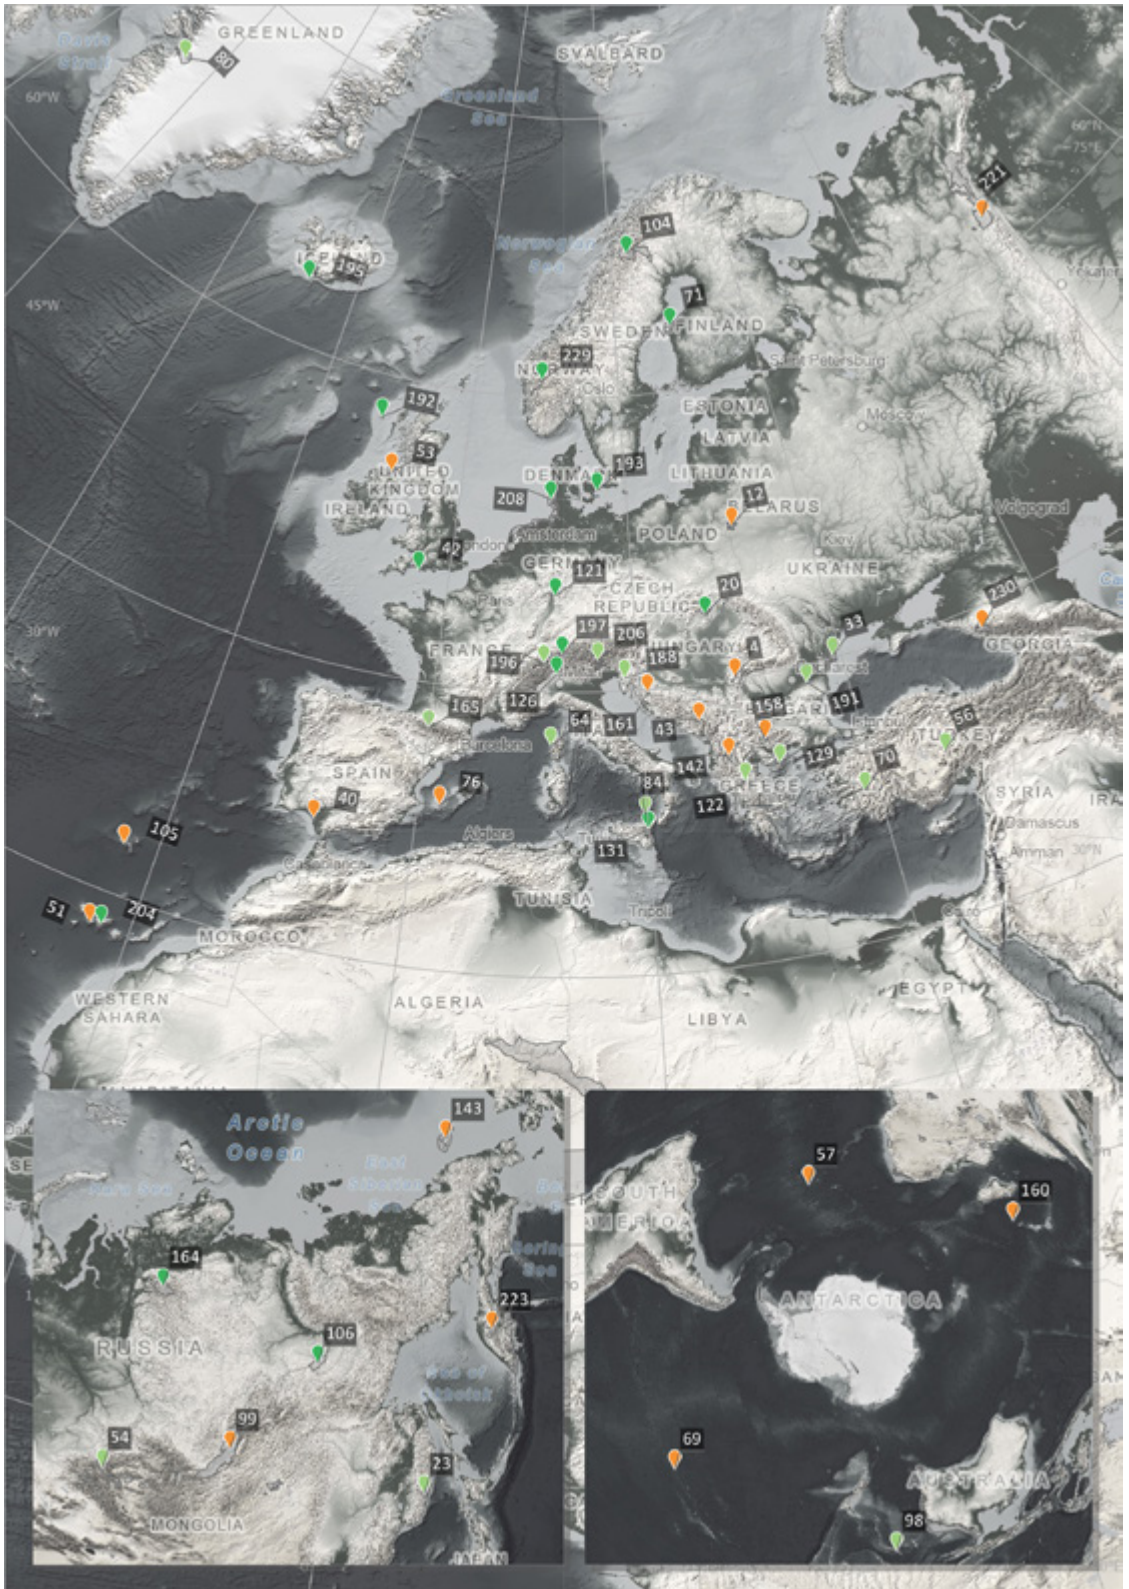 GREENLAND
Davis
Strait
80
SVALBARD
Greenland
Sea
60°W
60°N
75°E
221
104
Norwegian
Sea
ICELAND
195
Yekater
45°W
71
SWEDEN
FINLAND
229
NORWAY
Oslo
Saint Petersburg
192
ESTONIA
Moscow
LATVIA
53
UNITED
KINGDOM
193
DENMA
LITHUANIA
208
IRELAND
12
BELARUS
Volgograd
POLAND
Amsterdam
Kiev
42
London
GERMANY
UKRAINE
121
CZECH
REPUBLIC
20
Paris
230
30°W
197
206
33
GEORGIA
FRANCE
HUNGARY
4
196
188
126
165
158
191
64
161
43
56
Barcelona
129
70
SPAIN
142
GREECE
84
76
SYRIA
IRA
40
122
105
Algiers
Damascus
131
Casablanca
Amman
30°N
51
204
TUNISIA
Tripoli
Cairo
MOROCCO
WESTERN
SAHARA
ALGERIA
EGYPT
LIBYA
143
Arctic
Ocean
57
East
Siberian
Kara Sea
SOUTH
AMERICA
160
Bering
Sea
164
ANTARCTICA
223
RUSSIA
106
Sea of
Okhotsk
99
69
54
23
AUSTRALIA
MONGOLIA
98
JAPAN